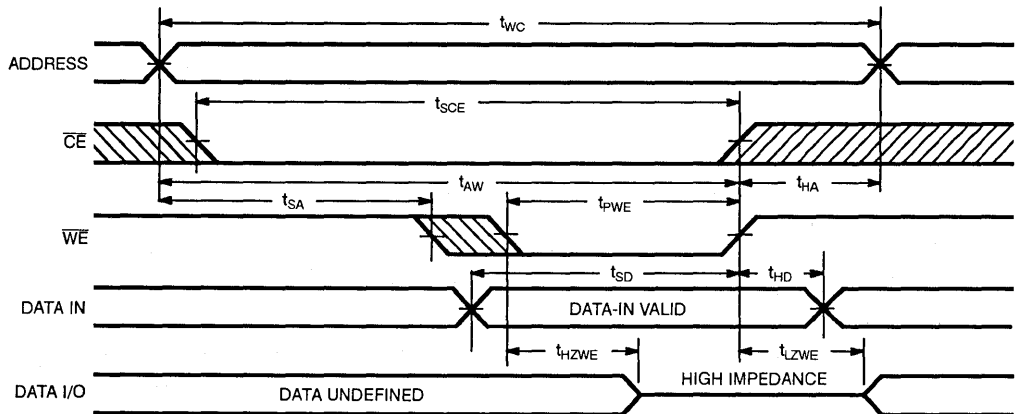 tWC
ADDRESS
tSCE
CE
tAW
tHA
tSA
tPWE
WE
tSD
tHD
DATA IN
DATA-IN VALID
tHZWE
tLZWE
HIGH IMPEDANCE
DATA I/O
DATA UNDEFINED